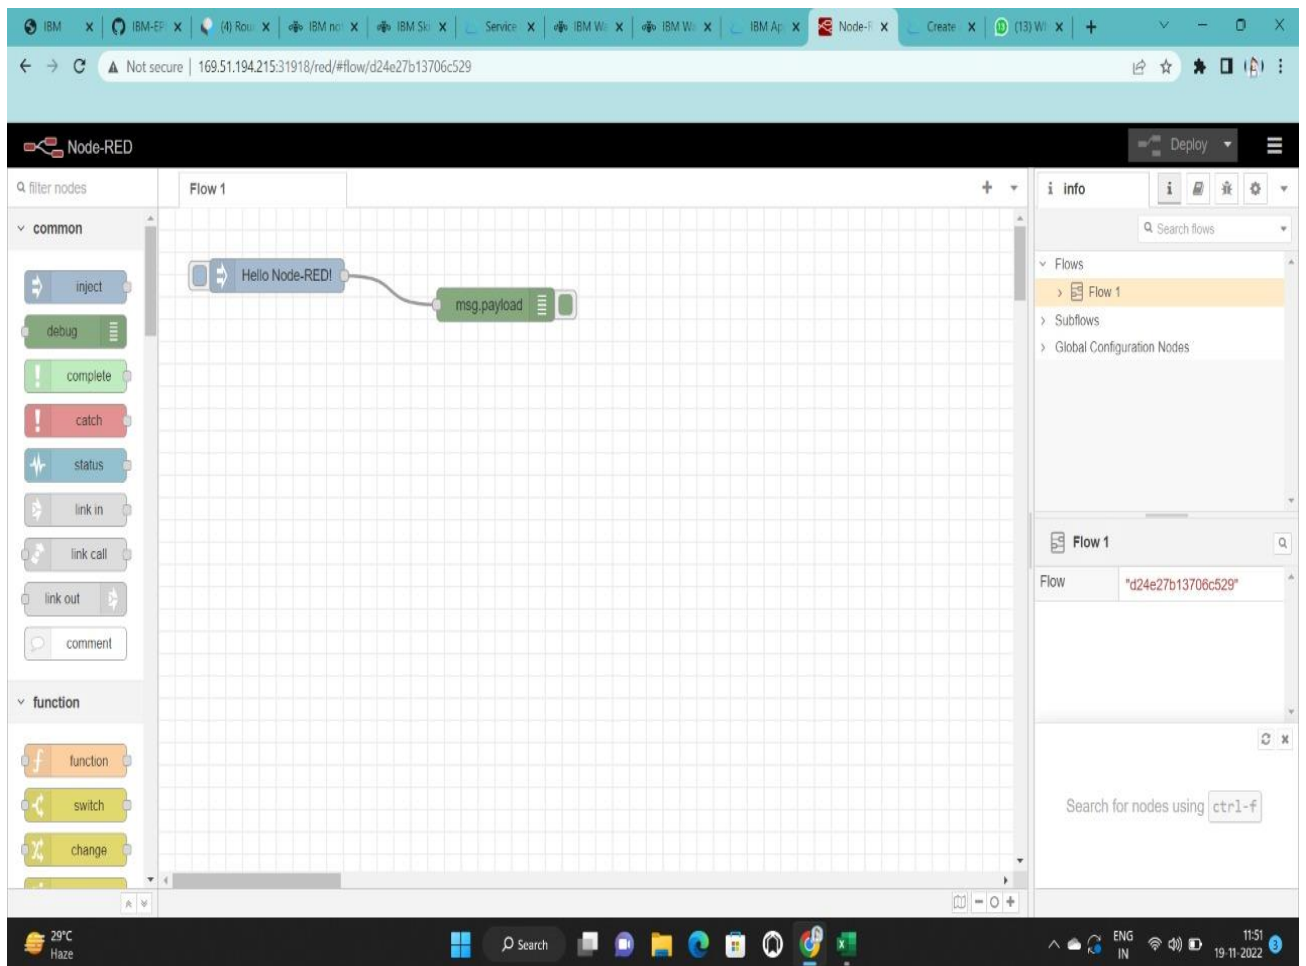 IBM
IBM-EF
(4) Rou
IBM no
IBM Sk
Service
IBM W
IBM W
IBM Ap
Node-R
Create
(13) W
Not secure | 169.51.194.215:31918/red/#flow/d24e27b13706c529
Node-RED
Deploy
filter nodes
Flow 1
i info
i
Search flows
common
inject
debug
complete
catch
status
link in
link call
link out
comment
function
function
switch
change
Hello Node-RED!
msg.payload
Flows
Flow 1
Subflows
Global Configuration Nodes
Flow 1
Flow "d24e27b13706c529"
Search for nodes using ctrl-f
29°C
Haze
Search
ENG
IN
11:51
19-11-2022
3